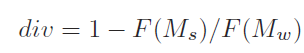 div = 1 − F(M_s)/F(M_w)